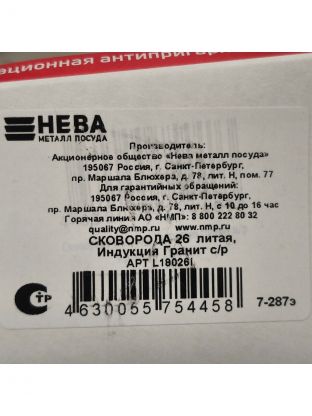 ационная антиприга
НЕВА
МЕТАЛЛ ПОСУДА
Производитель:
Акционерное общество «Нева металл посуда»
195067 Россия, г. Санкт-Петербург,
пр. Маршала Блюхера, д. 78, лит. Н, пом. 77
Для гарантийных обращений:
195067 Россия, г. Санкт-Петербург,
пр. Маршала Блюхера, д. 78, лит. Н, с 10 до 16 час
Горячая линия АО «НМП»: 8 800 222 80 32
quality@nmp.ru www.nmp.ru
СКОВОРОДА 26 литая,
Индукция Гранит с/р
АРТ L18026I
СТР
7-287э
4630055754458